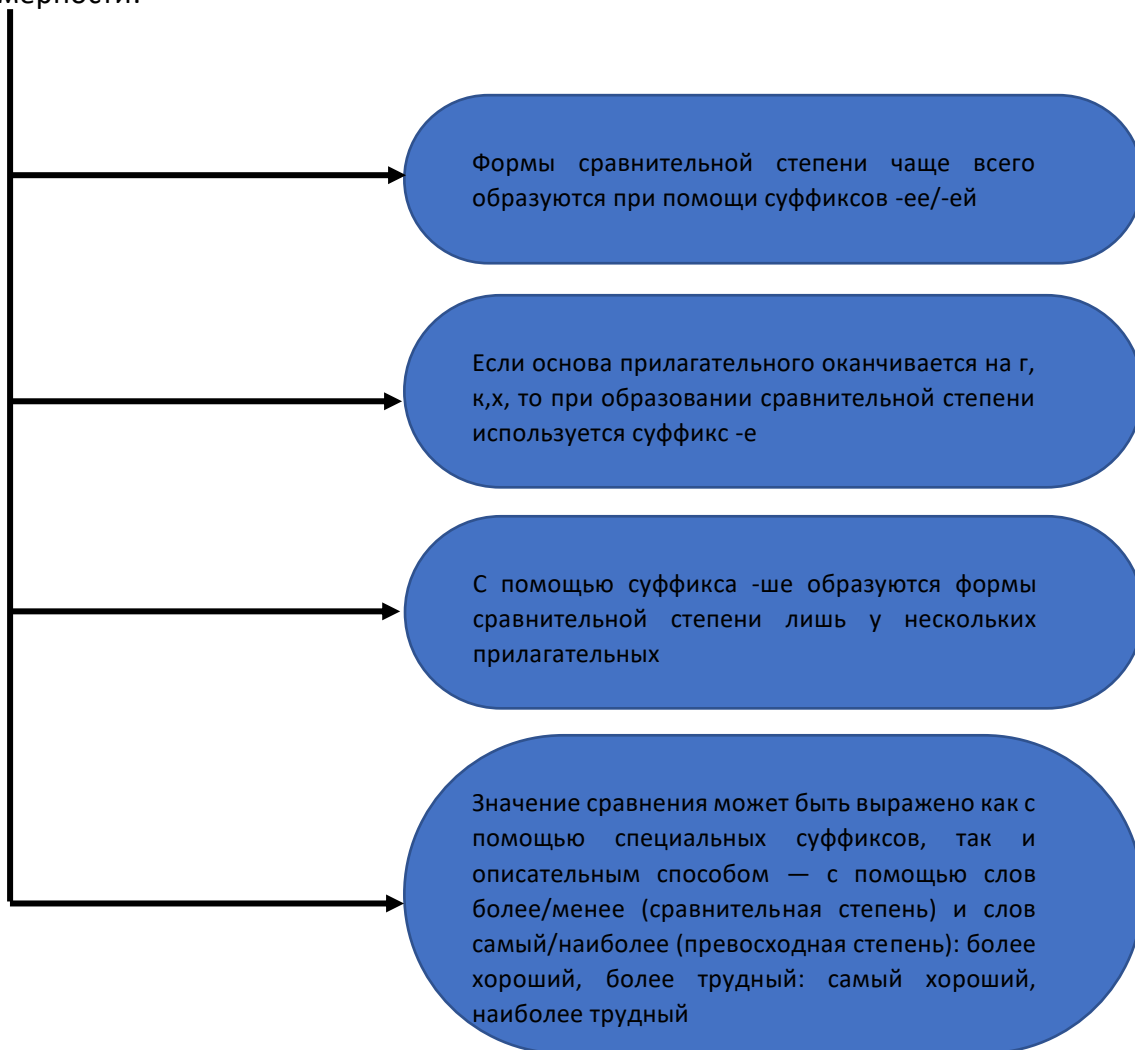 мерности:
Формы сравнительной степени чаще всего
образуются при помощи суффиксов -ее/-ей
Если основа прилагательного оканчивается на г,
к,х, то при образовании сравнительной степени
используется суффикс -е
С помощью суффикса -ше образуются формы
сравнительной степени лишь у нескольких
прилагательных
Значение сравнения может быть выражено как с
помощью специальных суффиксов, так и
описательным способом — с помощью слов
более/менее (сравнительная степень) и слов
самый/наиболее (превосходная степень): более
хороший, более трудный: самый хороший,
наиболее трудный